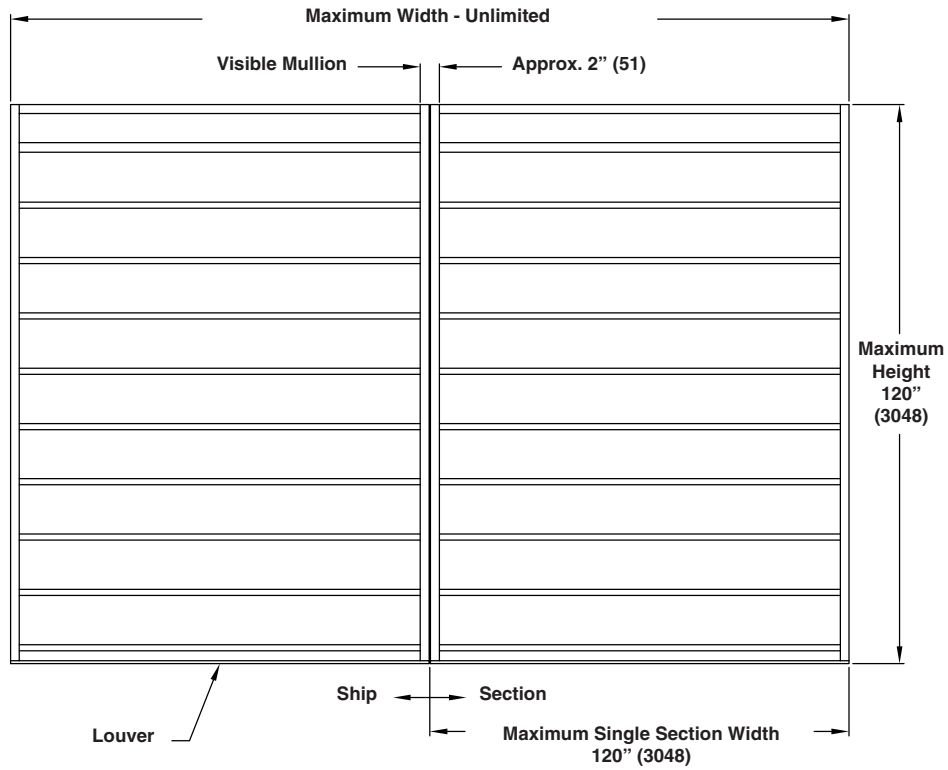 Maximum Width - Unlimited
Visible Mullion
Approx. 2” (51)
Maximum
Height
120”
(3048)
Ship
Section
Louver
Maximum Single Section Width
120” (3048)